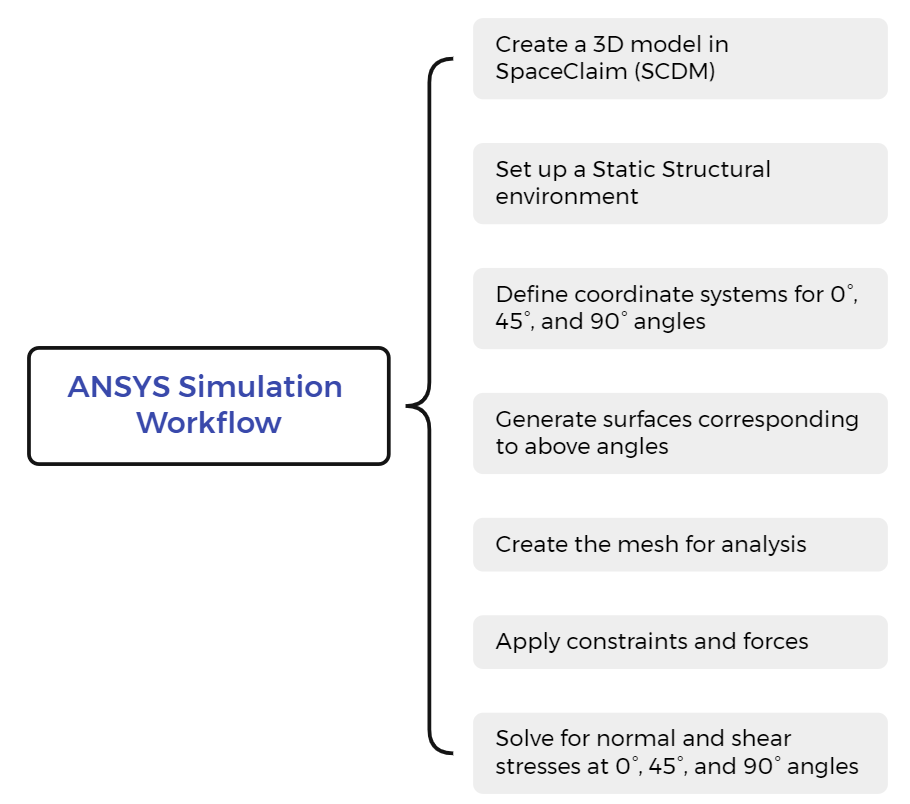 ANSYS Simulation
Workflow
Create a 3D model in
SpaceClaim (SCDM)
Set up a Static Structural
environment
Define coordinate systems for 0°,
45°, and 90° angles
Generate surfaces corresponding
to above angles
Create the mesh for analysis
Apply constraints and forces
Solve for normal and shear
stresses at 0°, 45°, and 90° angles